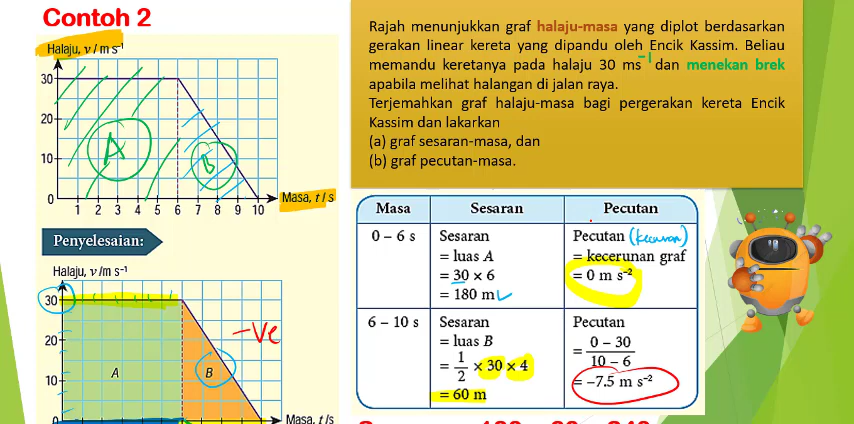 Contoh 2
Halaju, v / m s⁻¹
30
20
10
0
1 2 3 4 5 6 7 8 9 10
Masa, t / s
A
B
Rajah menunjukkan graf halaju-masa yang diplot berdasarkan
gerakan linear kereta yang dipandu oleh Encik Kassim. Beliau
memandu keretanya pada halaju 30 ms⁻¹ dan menekan brek
apabila melihat halangan di jalan raya.
Terjemahkan graf halaju-masa bagi pergerakan kereta Encik
Kassim dan lakarkan
(a) graf sesaran-masa, dan
(b) graf pecutan-masa.
Penyelesaian:
Halaju, v /m s⁻¹
30
20
10
0
A
B
-ve
Masa, t/s
Masa Sesaran Pecutan
0 – 6 s
Sesaran
= luas A
= 30 × 6
= 180 m
Pecutan (kecerunan)
= kecerunan graf
= 0 m s⁻²
6 – 10 s
Sesaran
= luas B
= 1/2 × 30 × 4
= 60 m
Pecutan
= 0 – 30 / 10 – 6
= –7.5 m s⁻²